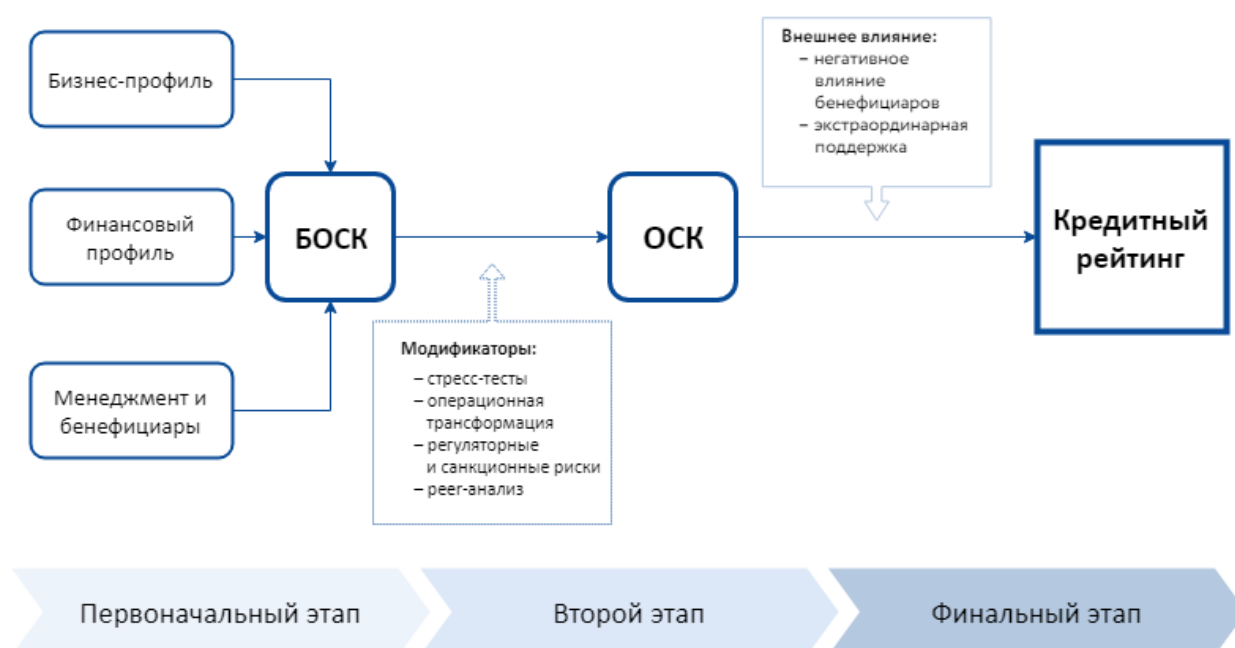 Бизнес-профиль
Финансовый
профиль
Менеджмент и
бенефициары
БОСК
Модификаторы:
– стресс-тесты
– операционная
трансформация
– регуляторные
и санкционные риски
– peer-анализ
ОСК
Внешнее влияние:
– негативное
влияние
бенефициаров
– экстраординарная
поддержка
Кредитный
рейтинг
Первоначальный этап
Второй этап
Финальный этап